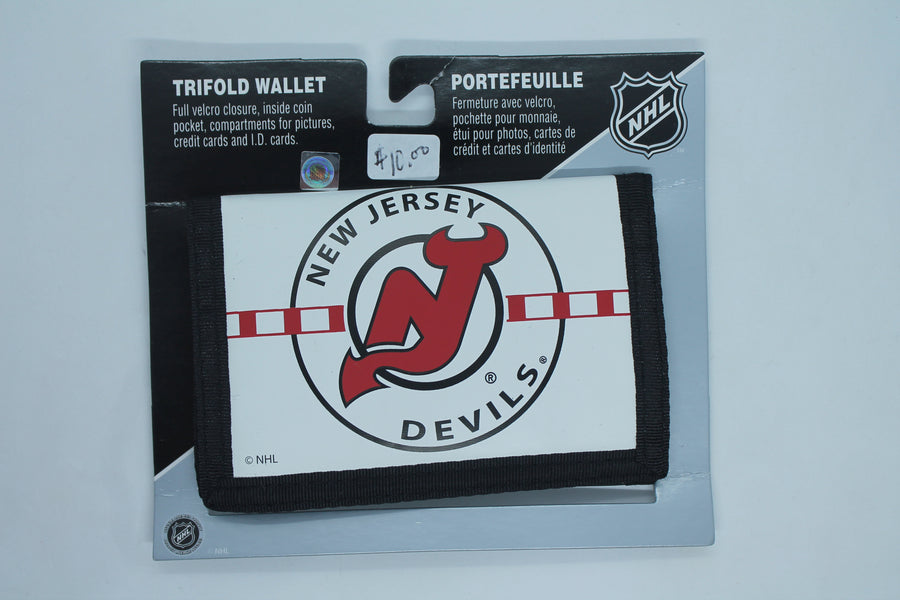 TRIFOLD WALLET
Full velcro closure, inside coin
pocket, compartments for pictures,
credit cards and I.D. cards.
PORTEFEUILLE
Fermeture avec velcro,
pochette pour monnaie,
étui pour photos, cartes de
crédit et cartes d'identité
NHL
$10.00
NEW JERSEY
DEVILS®
®
© NHL
NHL
© NHL